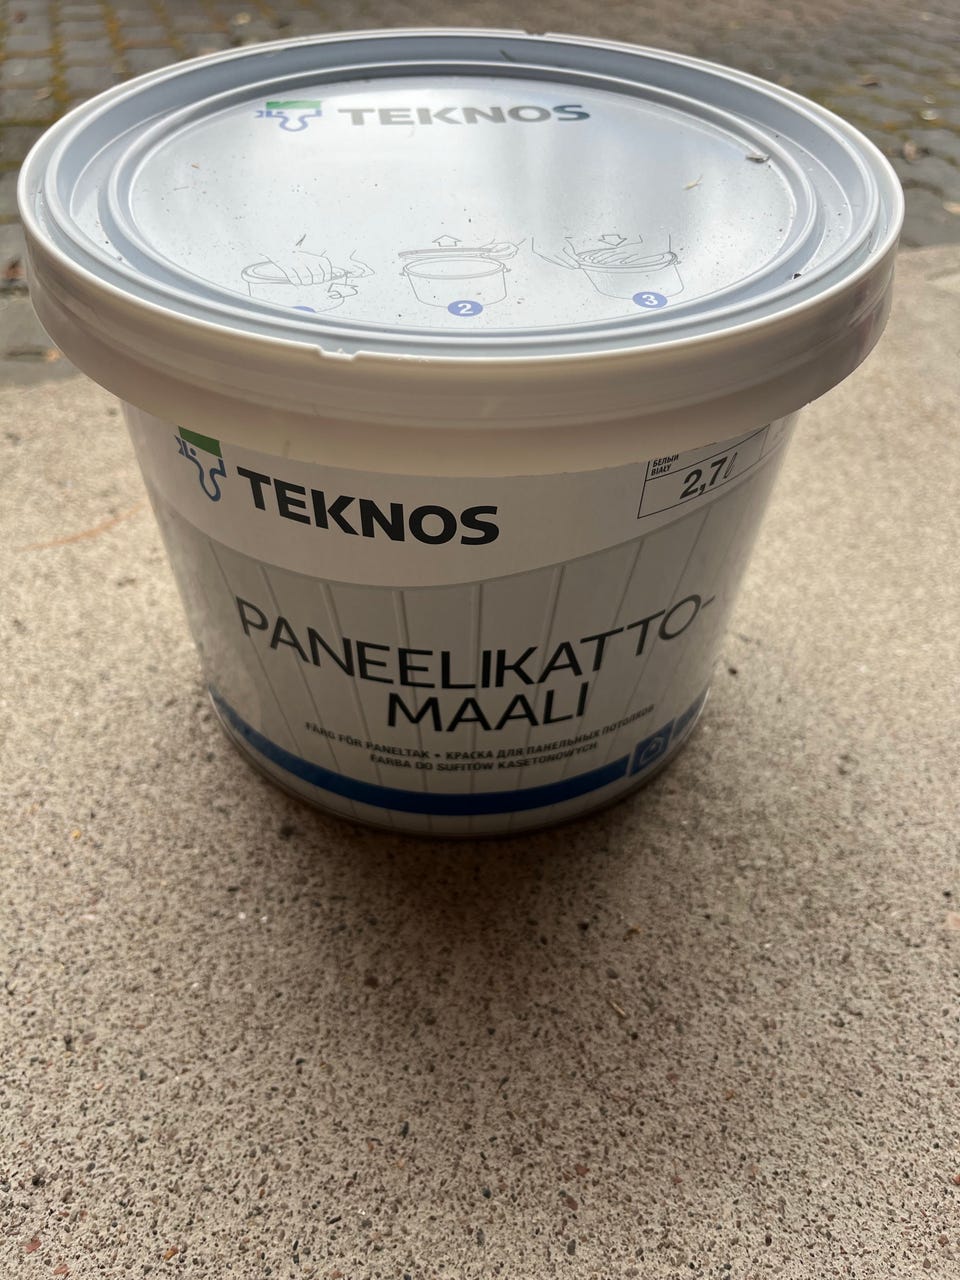 TEKNOS
2
3
TEKNOS
БЕЛЫЙ
BIAŁY
2,7 l
PANEELIKATTO-
MAALI
FÄRG FÖR PANELTAK • КРАСКА ДЛЯ ПАНЕЛЬНЫХ ПОТОЛКОВ
FARBA DO SUFITÓW KASETONOWYCH